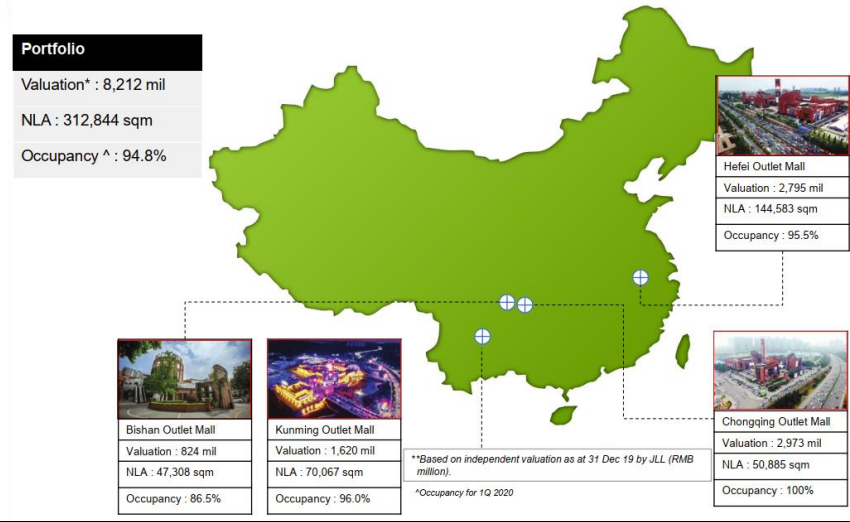 Portfolio
Valuation* : 8,212 mil
NLA : 312,844 sqm
Occupancy ^ : 94.8%
Hefei Outlet Mall
Valuation : 2,795 mil
NLA : 144,583 sqm
Occupancy : 95.5%
Bishan Outlet Mall
Valuation : 824 mil
NLA : 47,308 sqm
Occupancy : 86.5%
Kunming Outlet Mall
Valuation : 1,620 mil
NLA : 70,067 sqm
Occupancy : 96.0%
**Based on independent valuation as at 31 Dec 19 by JLL (RMB
million).
^Occupancy for 1Q 2020
Chongqing Outlet Mall
Valuation : 2,973 mil
NLA : 50,885 sqm
Occupancy : 100%